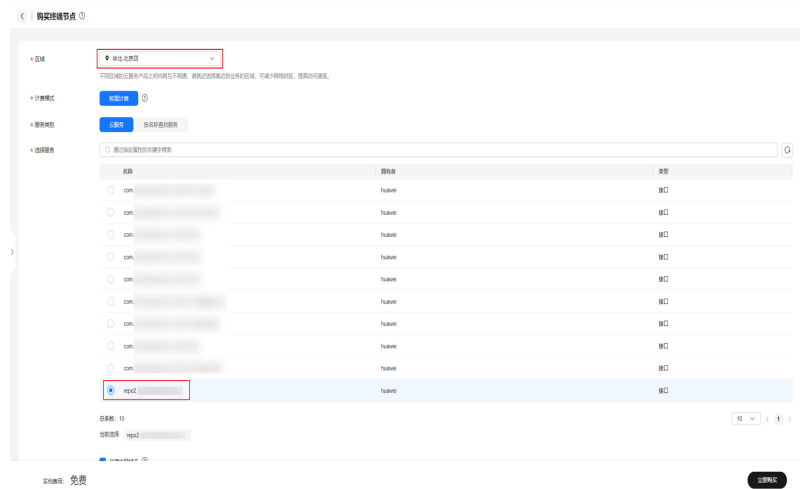 购买终端节点
区域
华北-北京四
不同区域的云服务产品之间内网互不相通；请就近选择靠近您业务的区域，可减少网络时延，提高访问速度。
计费模式
按需计费
服务类别
云服务 按名称查找服务
选择服务
通过指定属性的关键字搜索
名称 拥有者 类型
com. huawei 接口
com. huawei 接口
com. huawei 接口
com. huawei 接口
com. huawei 接口
com. huawei 接口
com. huawei 接口
com. huawei 接口
com. huawei 接口
repo2. huawei 接口
总条数：10 10 1
当前选择 repo2.
实例费用：免费 立即购买